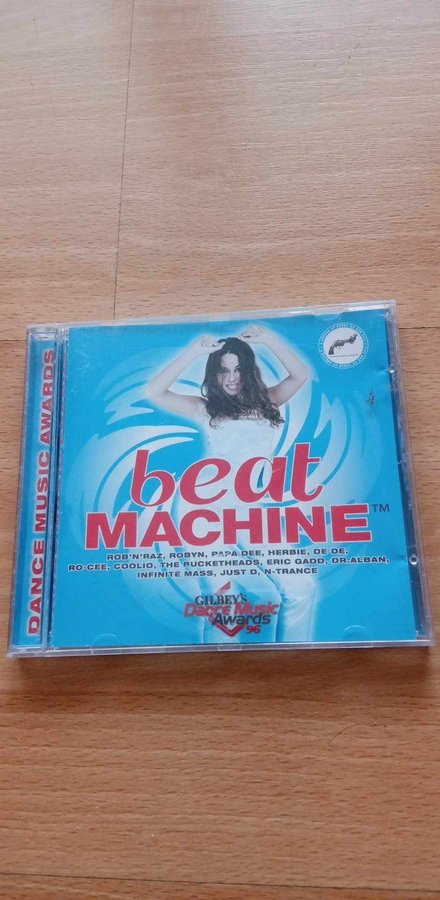 DANCE MUSIC AWARDS
beat
MACHINE™
ROB'N'RAZ, ROBYN, PAPA DEE, HERBIE, DE DE,
RO-CEE, COOLIO, THE PUCKETHEADS, ERIC GADD, DR.ALBAN,
INFINITE MASS, JUST D, N-TRANCE
GILBEY'S
Dance Music
Awards
96